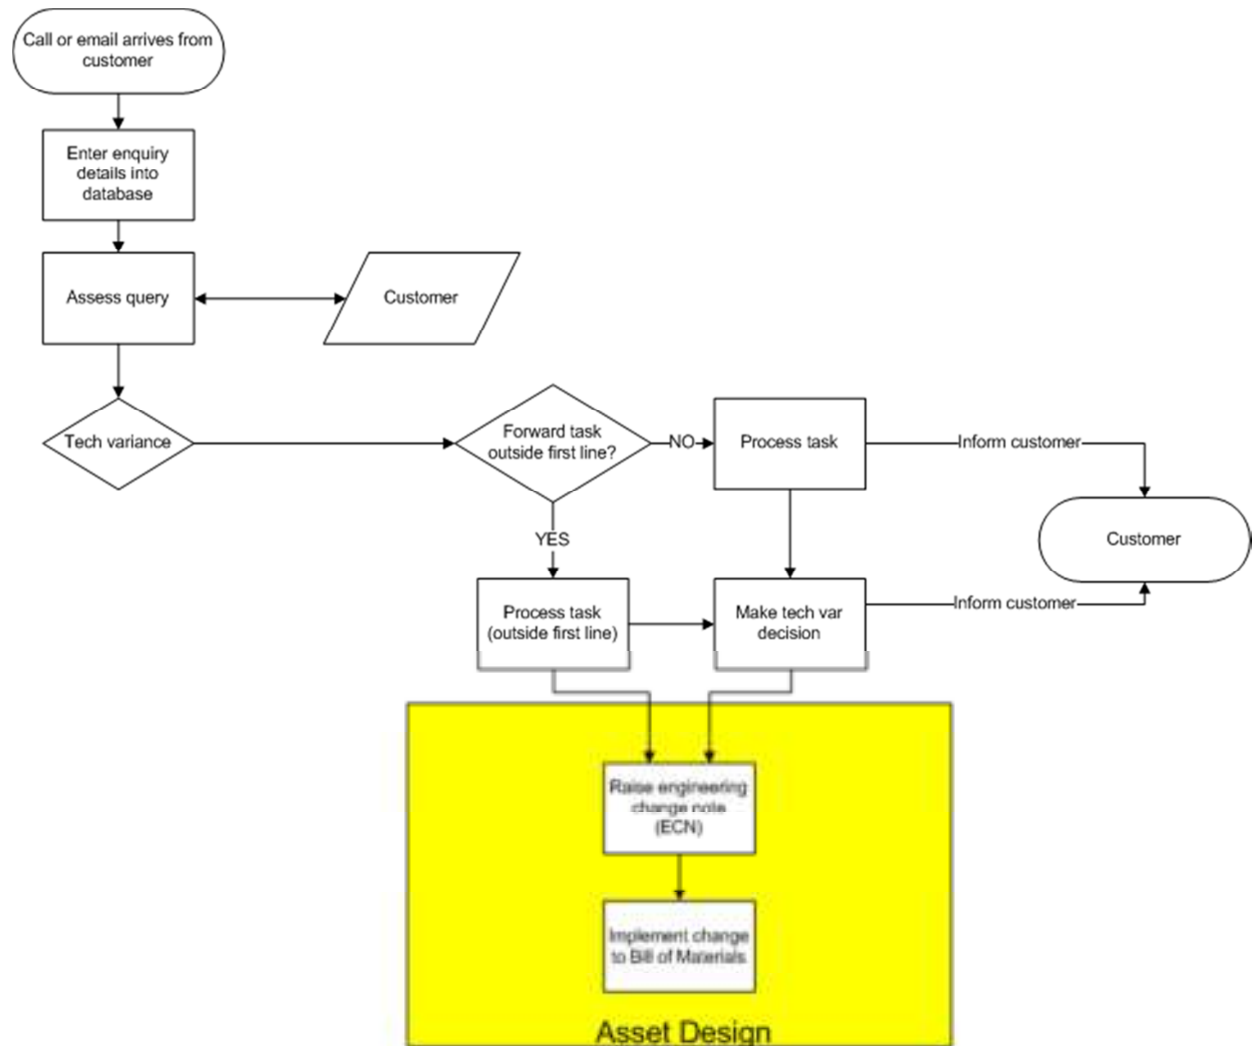 Call or email arrives from
customer
Enter enquiry
details into
database
Assess query
Customer
Tech variance
Forward task
outside first line?
NO
Process task
Inform customer
Customer
YES
Process task
(outside first line)
Make tech var
decision
Inform customer
Raise engineering
change note
(ECN)
Implement change
to Bill of Materials
Asset Design